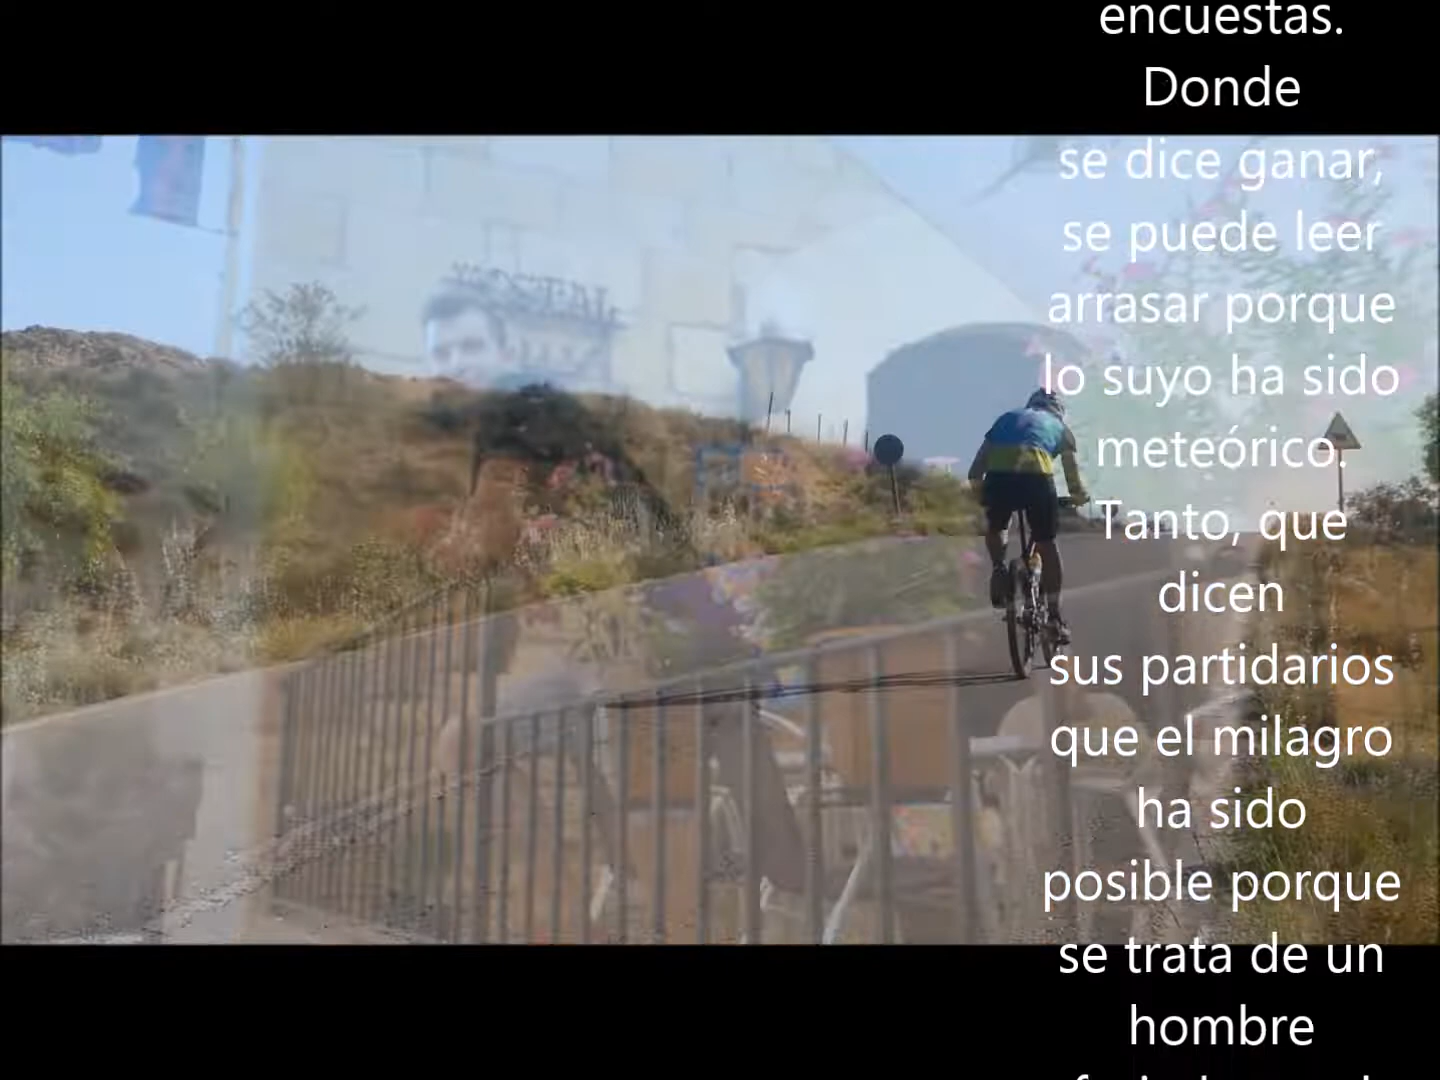 encuestas.
Donde
se dice ganar,
se puede leer
arrasar porque
lo suyo ha sido
meteórico.
Tanto, que
dicen
sus partidarios
que el milagro
ha sido
posible porque
se trata de un
hombre
HOSTAL